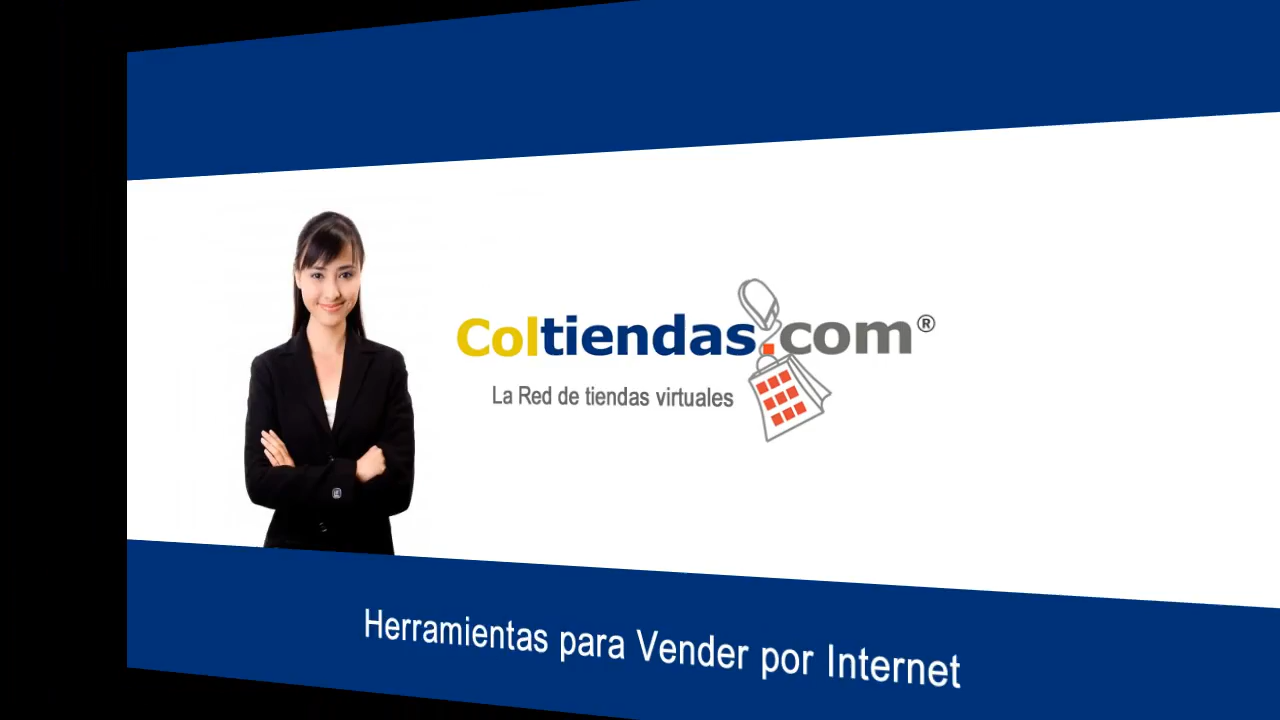 Coltiendas.com®
La Red de tiendas virtuales
Herramientas para Vender por Internet